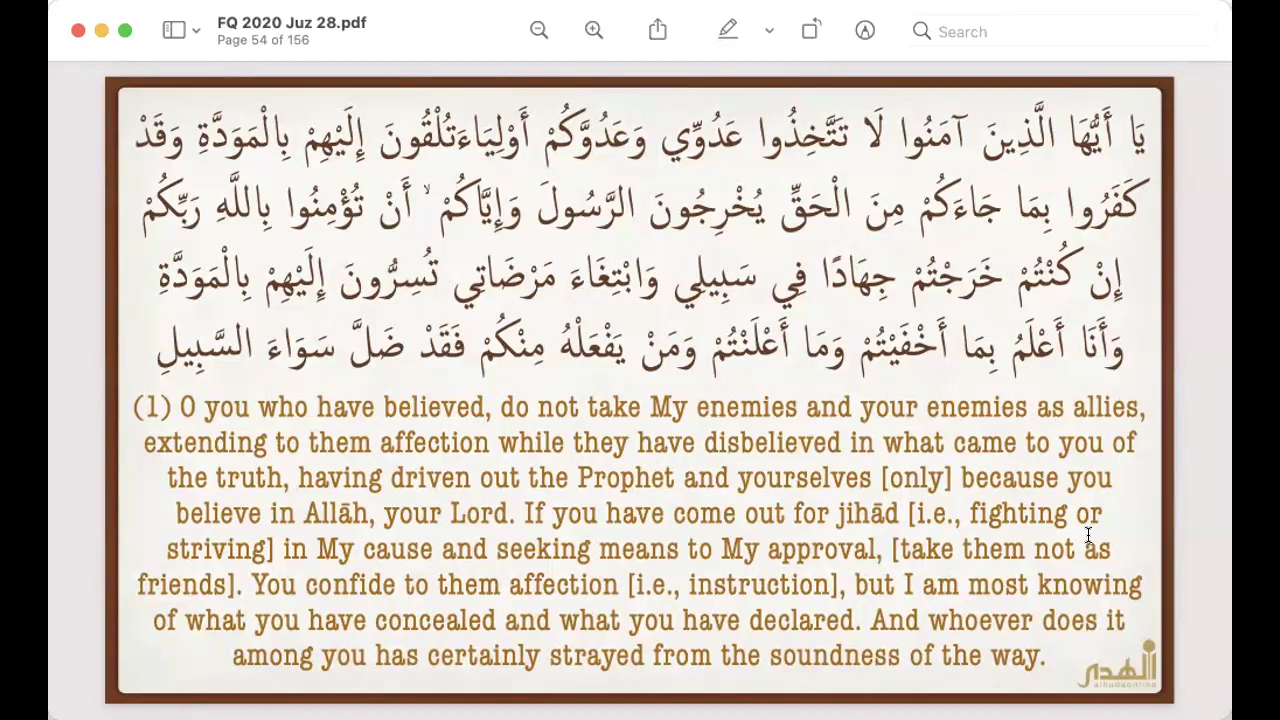 FQ 2020 Juz 28.pdf
Page 54 of 156
Search
يَا أَيُّهَا الَّذِينَ آمَنُوا لَا تَتَّخِذُوا عَدُوِّي وَعَدُوَّكُمْ أَوْلِيَاءَ تُلْقُونَ إِلَيْهِمْ بِالْمَوَدَّةِ وَقَدْ
كَفَرُوا بِمَا جَاءَكُمْ مِنَ الْحَقِّ يُخْرِجُونَ الرَّسُولَ وَإِيَّاكُمْ ۙ أَنْ تُؤْمِنُوا بِاللَّهِ رَبِّكُمْ
إِنْ كُنْتُمْ خَرَجْتُمْ جِهَادًا فِي سَبِيلِي وَابْتِغَاءَ مَرْضَاتِي تُسِرُّونَ إِلَيْهِمْ بِالْمَوَدَّةِ
وَأَنَا أَعْلَمُ بِمَا أَخْفَيْتُمْ وَمَا أَعْلَنْتُمْ وَمَنْ يَفْعَلْهُ مِنْكُمْ فَقَدْ ضَلَّ سَوَاءَ السَّبِيلِ
(1) O you who have believed, do not take My enemies and your enemies as allies,
extending to them affection while they have disbelieved in what came to you of
the truth, having driven out the Prophet and yourselves [only] because you
believe in Allāh, your Lord. If you have come out for jihād [i.e., fighting or
striving] in My cause and seeking means to My approval, [take them not as
friends]. You confide to them affection [i.e., instruction], but I am most knowing
of what you have concealed and what you have declared. And whoever does it
among you has certainly strayed from the soundness of the way.
الهدى
alhudaonline